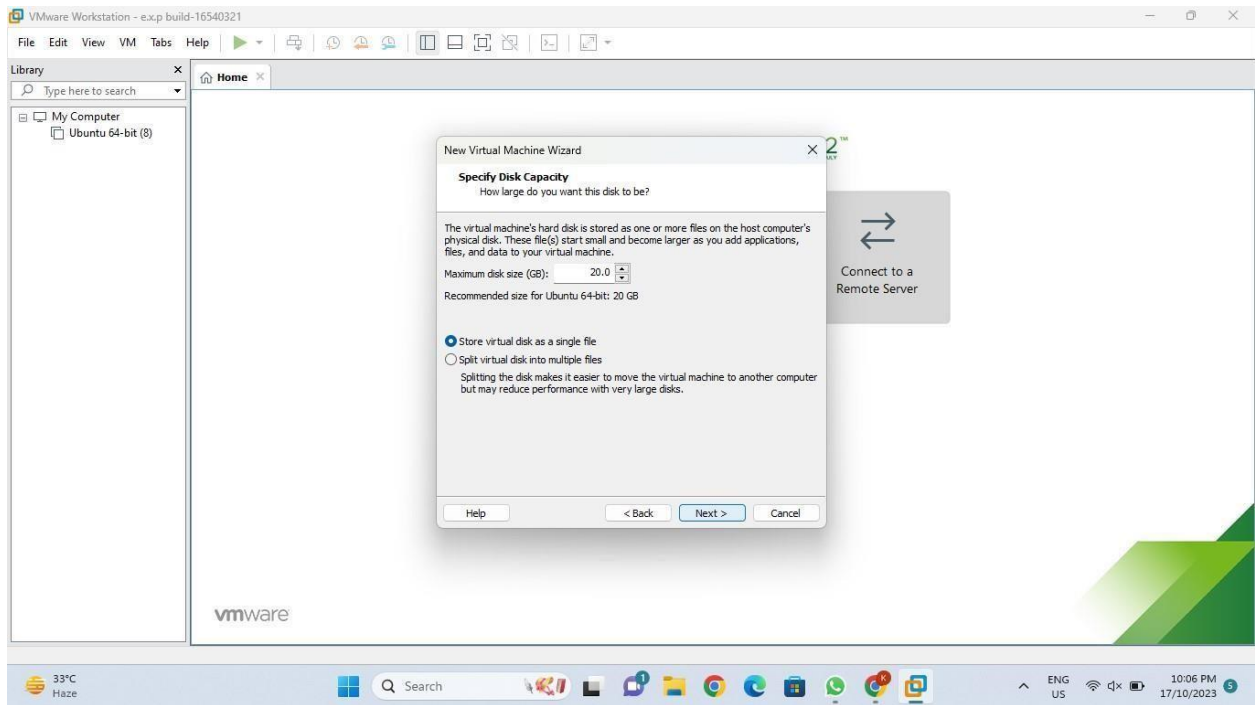 VMware Workstation - e.x.p build-16540321
File Edit View VM Tabs Help
Library
Type here to search
My Computer
Ubuntu 64-bit (8)
Home
2™
New Virtual Machine Wizard
Specify Disk Capacity
How large do you want this disk to be?
The virtual machine's hard disk is stored as one or more files on the host computer's
physical disk. These file(s) start small and become larger as you add applications,
files, and data to your virtual machine.
Maximum disk size (GB): 20.0
Recommended size for Ubuntu 64-bit: 20 GB
Store virtual disk as a single file
Split virtual disk into multiple files
Splitting the disk makes it easier to move the virtual machine to another computer
but may reduce performance with very large disks.
Help < Back Next > Cancel
Connect to a
Remote Server
vmware
33°C
Haze
Search
1
K
ENG
US
10:06 PM
17/10/2023
5